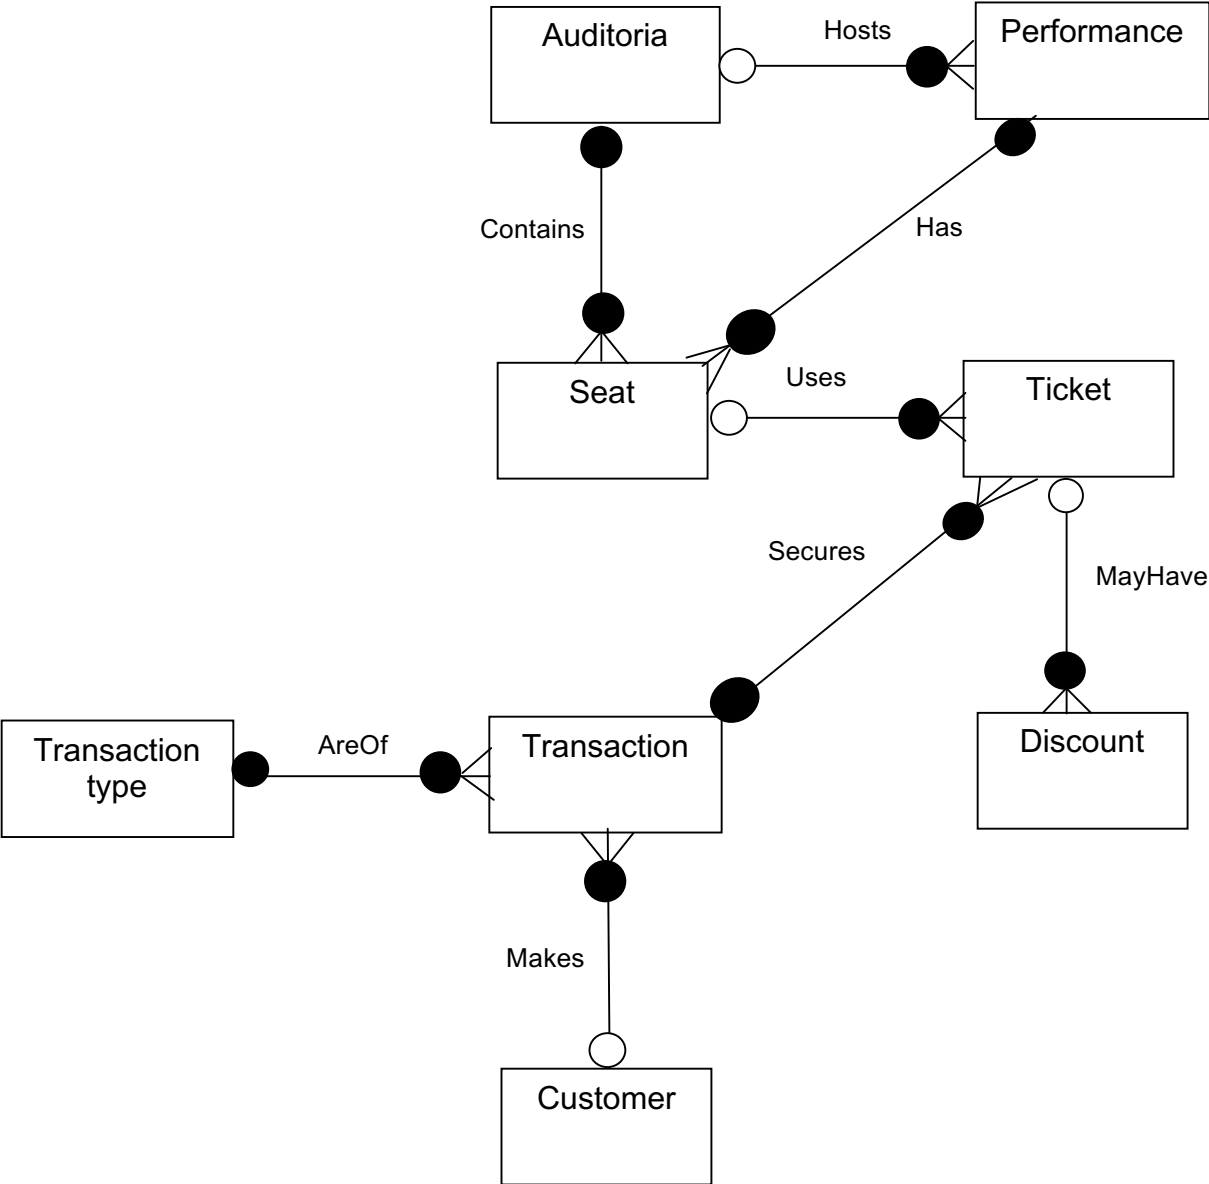 Auditoria
Hosts
Performance
Contains
Has
Seat
Uses
Ticket
Secures
MayHave
Transaction
type
AreOf
Transaction
Discount
Makes
Customer